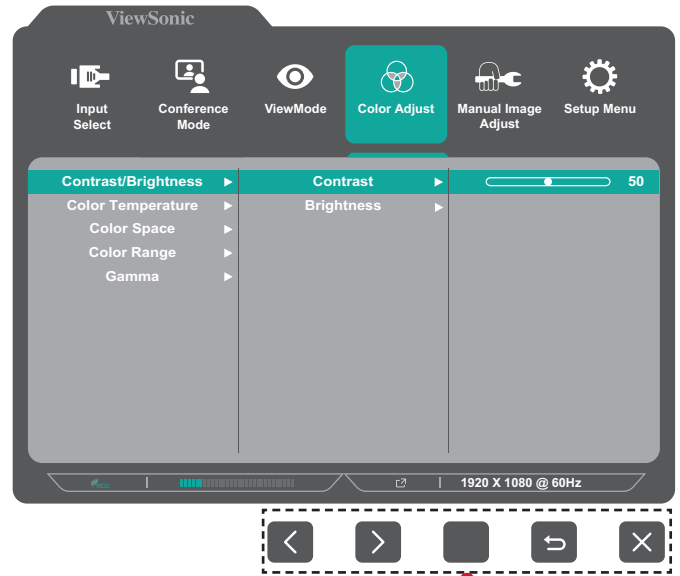 ViewSonic
Input
Select
Conference
Mode
ViewMode
Color Adjust
Manual Image
Adjust
Setup Menu
Contrast/Brightness
Contrast
50
Color Temperature
Brightness
Color Space
Color Range
Gamma
eco
1920 X 1080 @ 60Hz